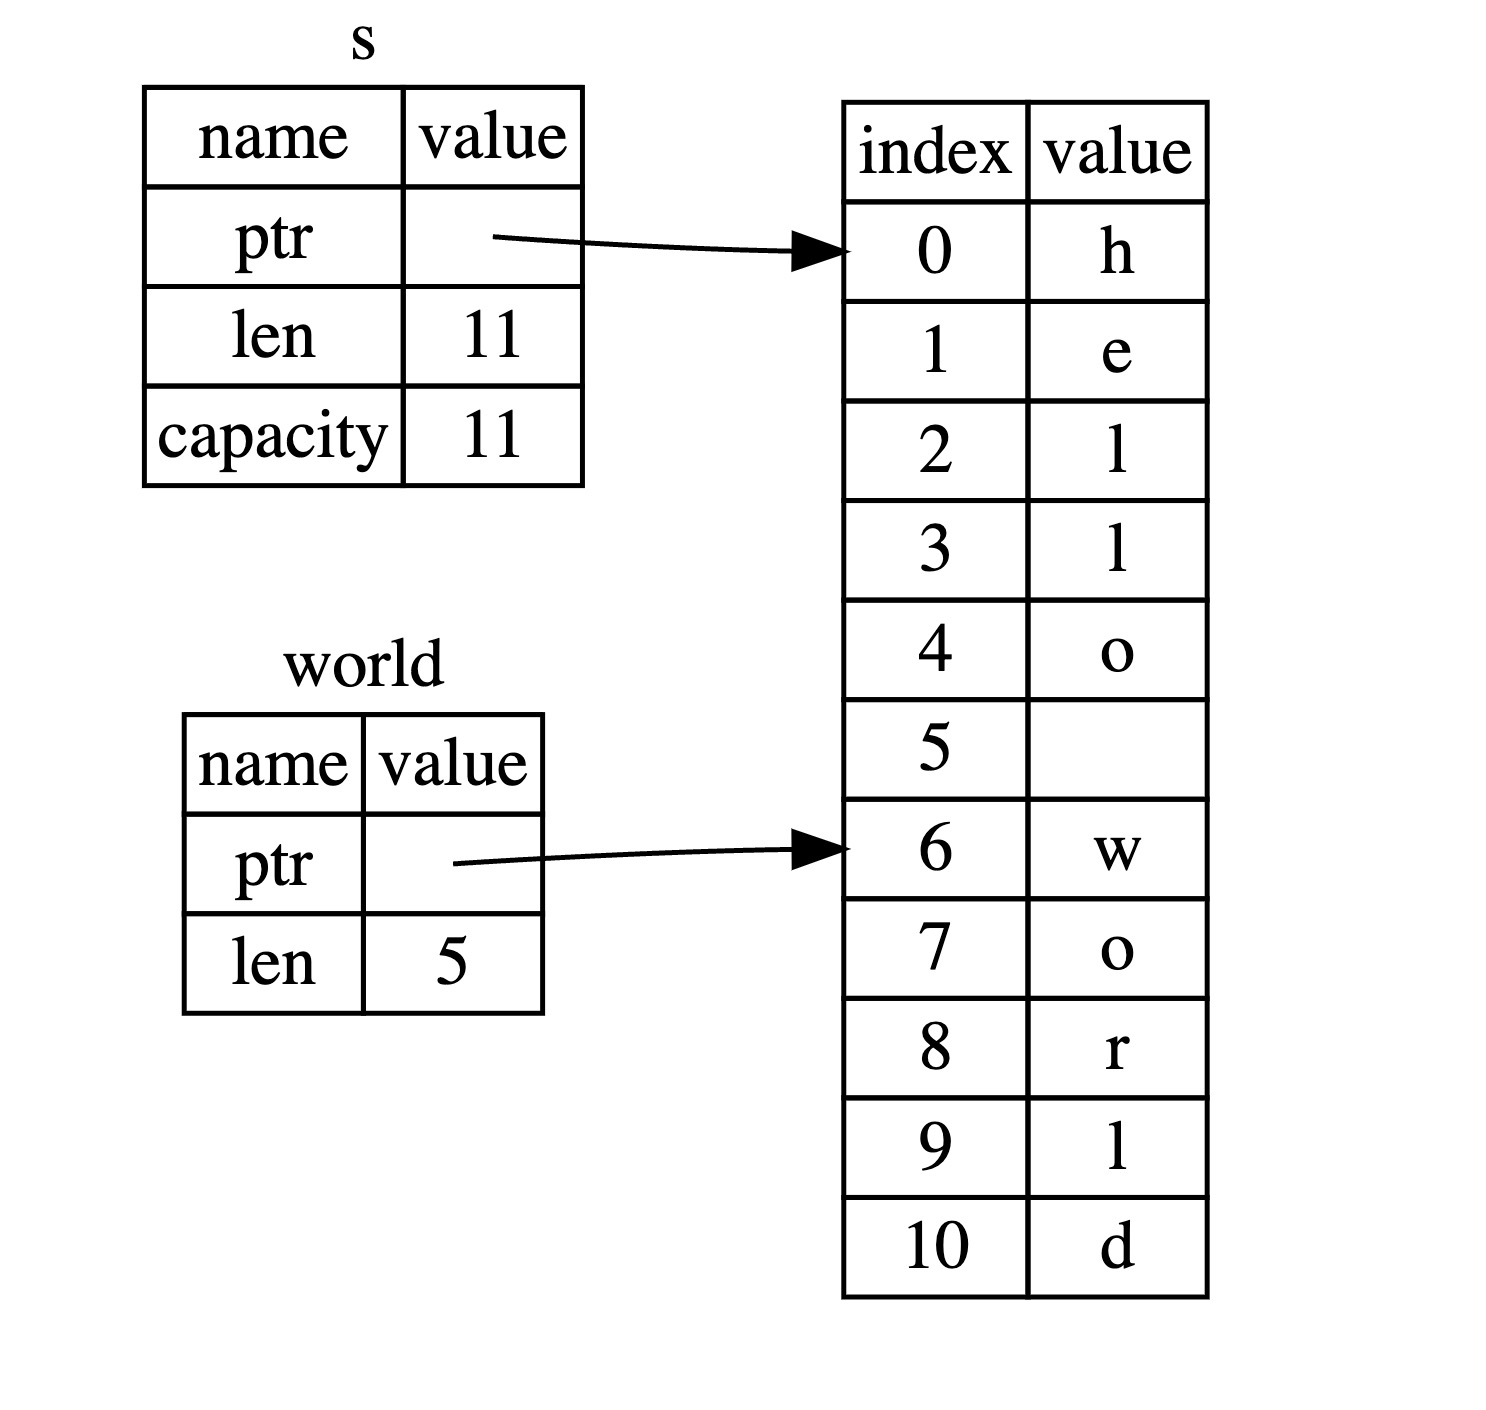 s
name value
ptr
len 11
capacity 11
world
name value
ptr
len 5
index value
0 h
1 e
2 l
3 l
4 o
5
6 w
7 o
8 r
9 l
10 d